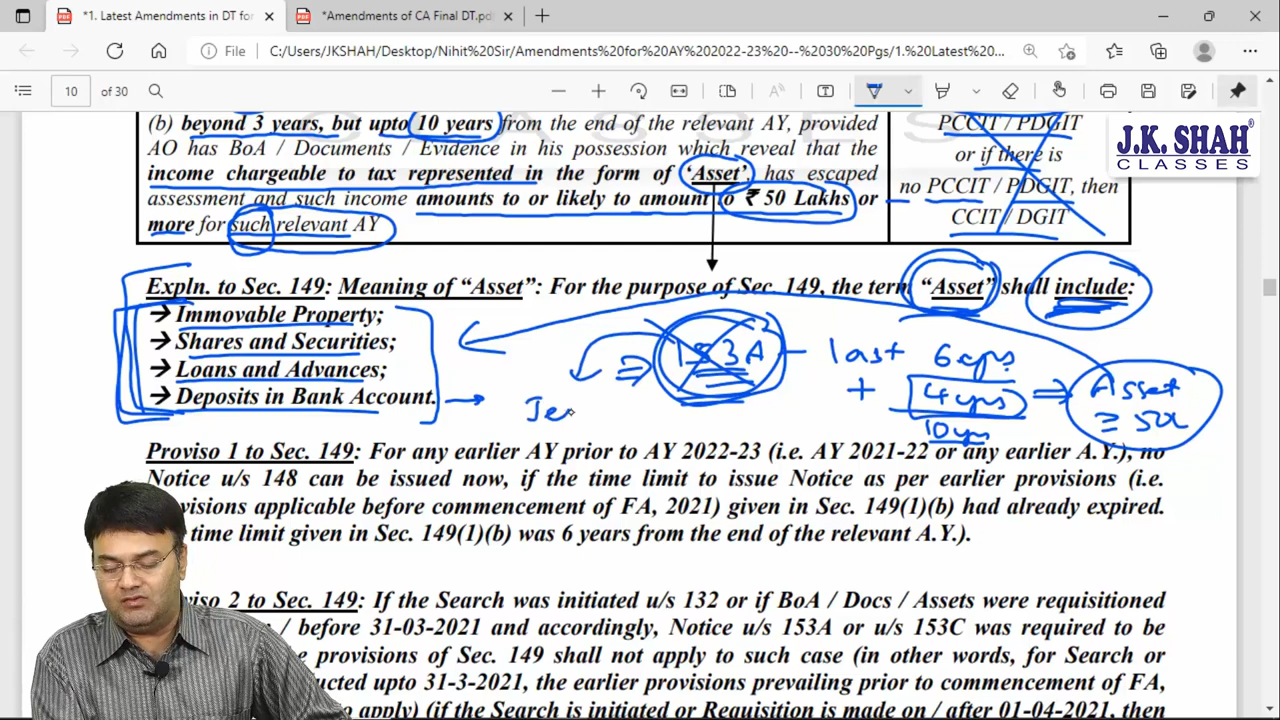 *1. Latest Amendments in DT for
*Amendments of CA Final DT.pdf
File C:/Users/JKSHAH/Desktop/Nihit%20Sir/Amendments%20for%20AY%202022-23%20--%2030%20Pgs/1.%20Latest%20...
10 of 30
(b) beyond 3 years, but upto 10 years from the end of the relevant AY, provided
AO has BoA / Documents / Evidence in his possession which reveal that the
income chargeable to tax represented in the form of ‘Asset’, has escaped
assessment and such income amounts to or likely to amount to ₹ 50 Lakhs or
more for such relevant AY
PCCIT / PDGIT
or if there is
no PCCIT / PDGIT, then
CCIT / DGIT
J.K. SHAH®
CLASSES
Expln. to Sec. 149: Meaning of “Asset”: For the purpose of Sec. 149, the term “Asset” shall include:
➔ Immovable Property;
➔ Shares and Securities;
➔ Loans and Advances;
➔ Deposits in Bank Account.
153A – last 6 yrs
+ 4 yrs ⇒ Asset
10 yrs
Jew
Proviso 1 to Sec. 149: For any earlier AY prior to AY 2022-23 (i.e. AY 2021-22 or any earlier A.Y.), no
Notice u/s 148 can be issued now, if the time limit to issue Notice as per earlier provisions (i.e.
visions applicable before commencement of FA, 2021) given in Sec. 149(1)(b) had already expired.
time limit given in Sec. 149(1)(b) was 6 years from the end of the relevant A.Y.).
viso 2 to Sec. 149: If the Search was initiated u/s 132 or if BoA / Docs / Assets were requisitioned
/ before 31-03-2021 and accordingly, Notice u/s 153A or u/s 153C was required to be
e provisions of Sec. 149 shall not apply to such case (in other words, for Search or
ducted upto 31-3-2021, the earlier provisions prevailing prior to commencement of FA,
to apply) (if the Search is initiated or Requisition is made on / after 01-04-2021, then